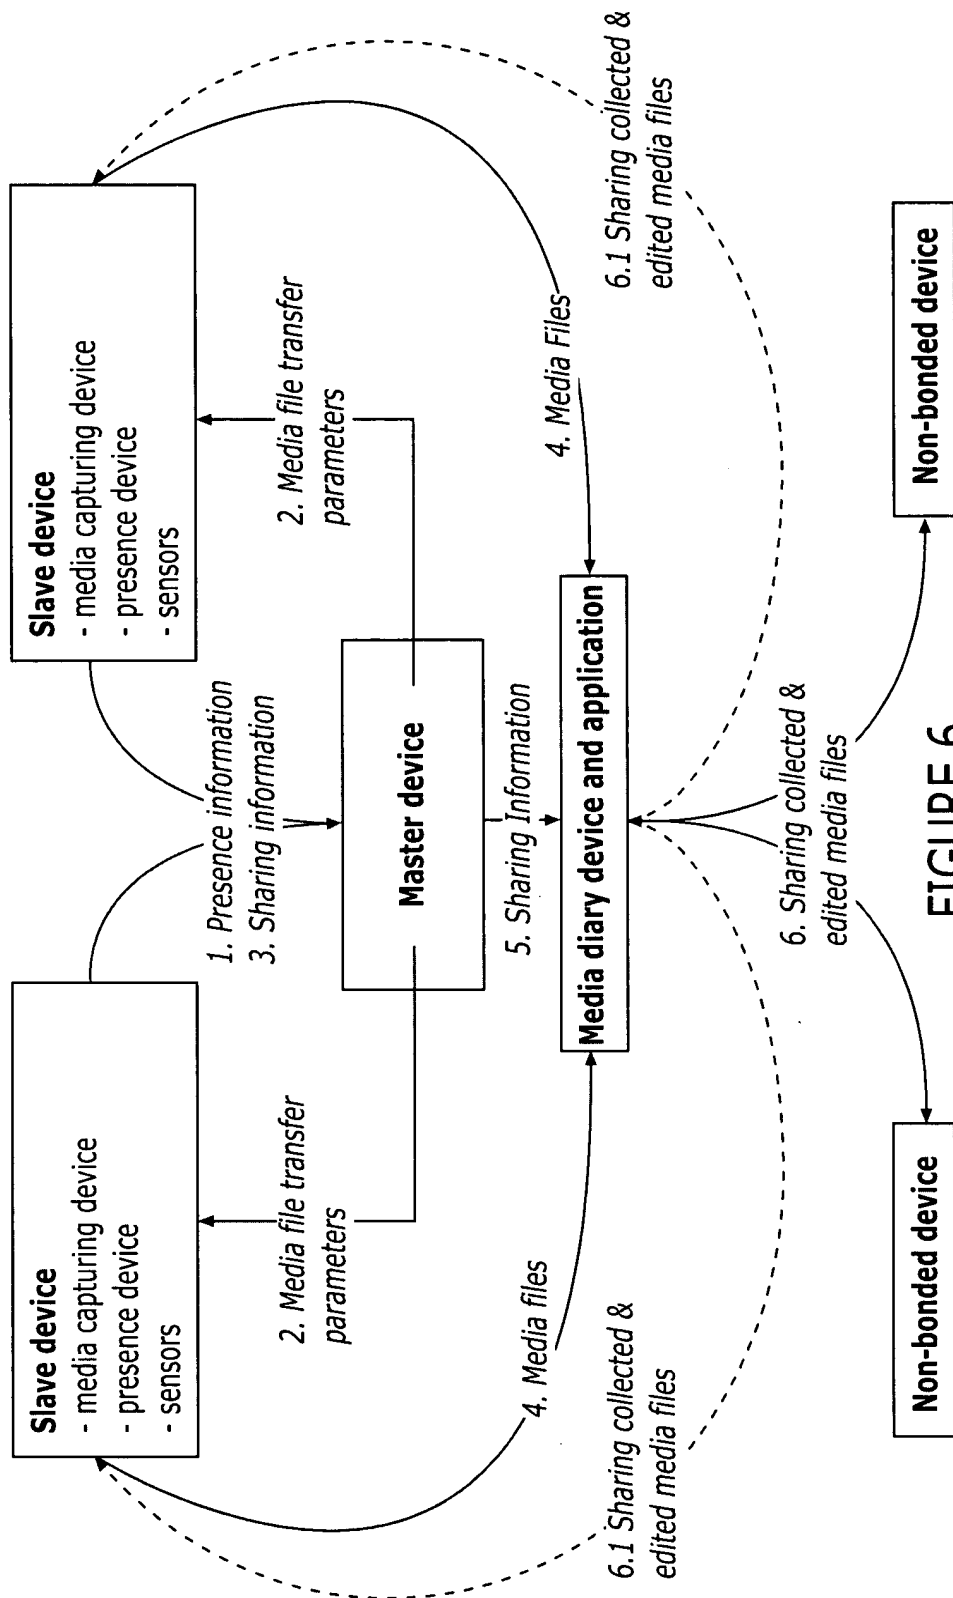 Slave device
- media capturing device
- presence device
- sensors
Slave device
- media capturing device
- presence device
- sensors
1. Presence information
3. Sharing information
2. Media file transfer
parameters
2. Media file transfer
parameters
Master device
5. Sharing Information
4. Media files
4. Media Files
Media diary device and application
6.1 Sharing collected &
edited media files
6.1 Sharing collected &
edited media files
6. Sharing collected &
edited media files
Non-bonded device
Non-bonded device
FIGURE 6